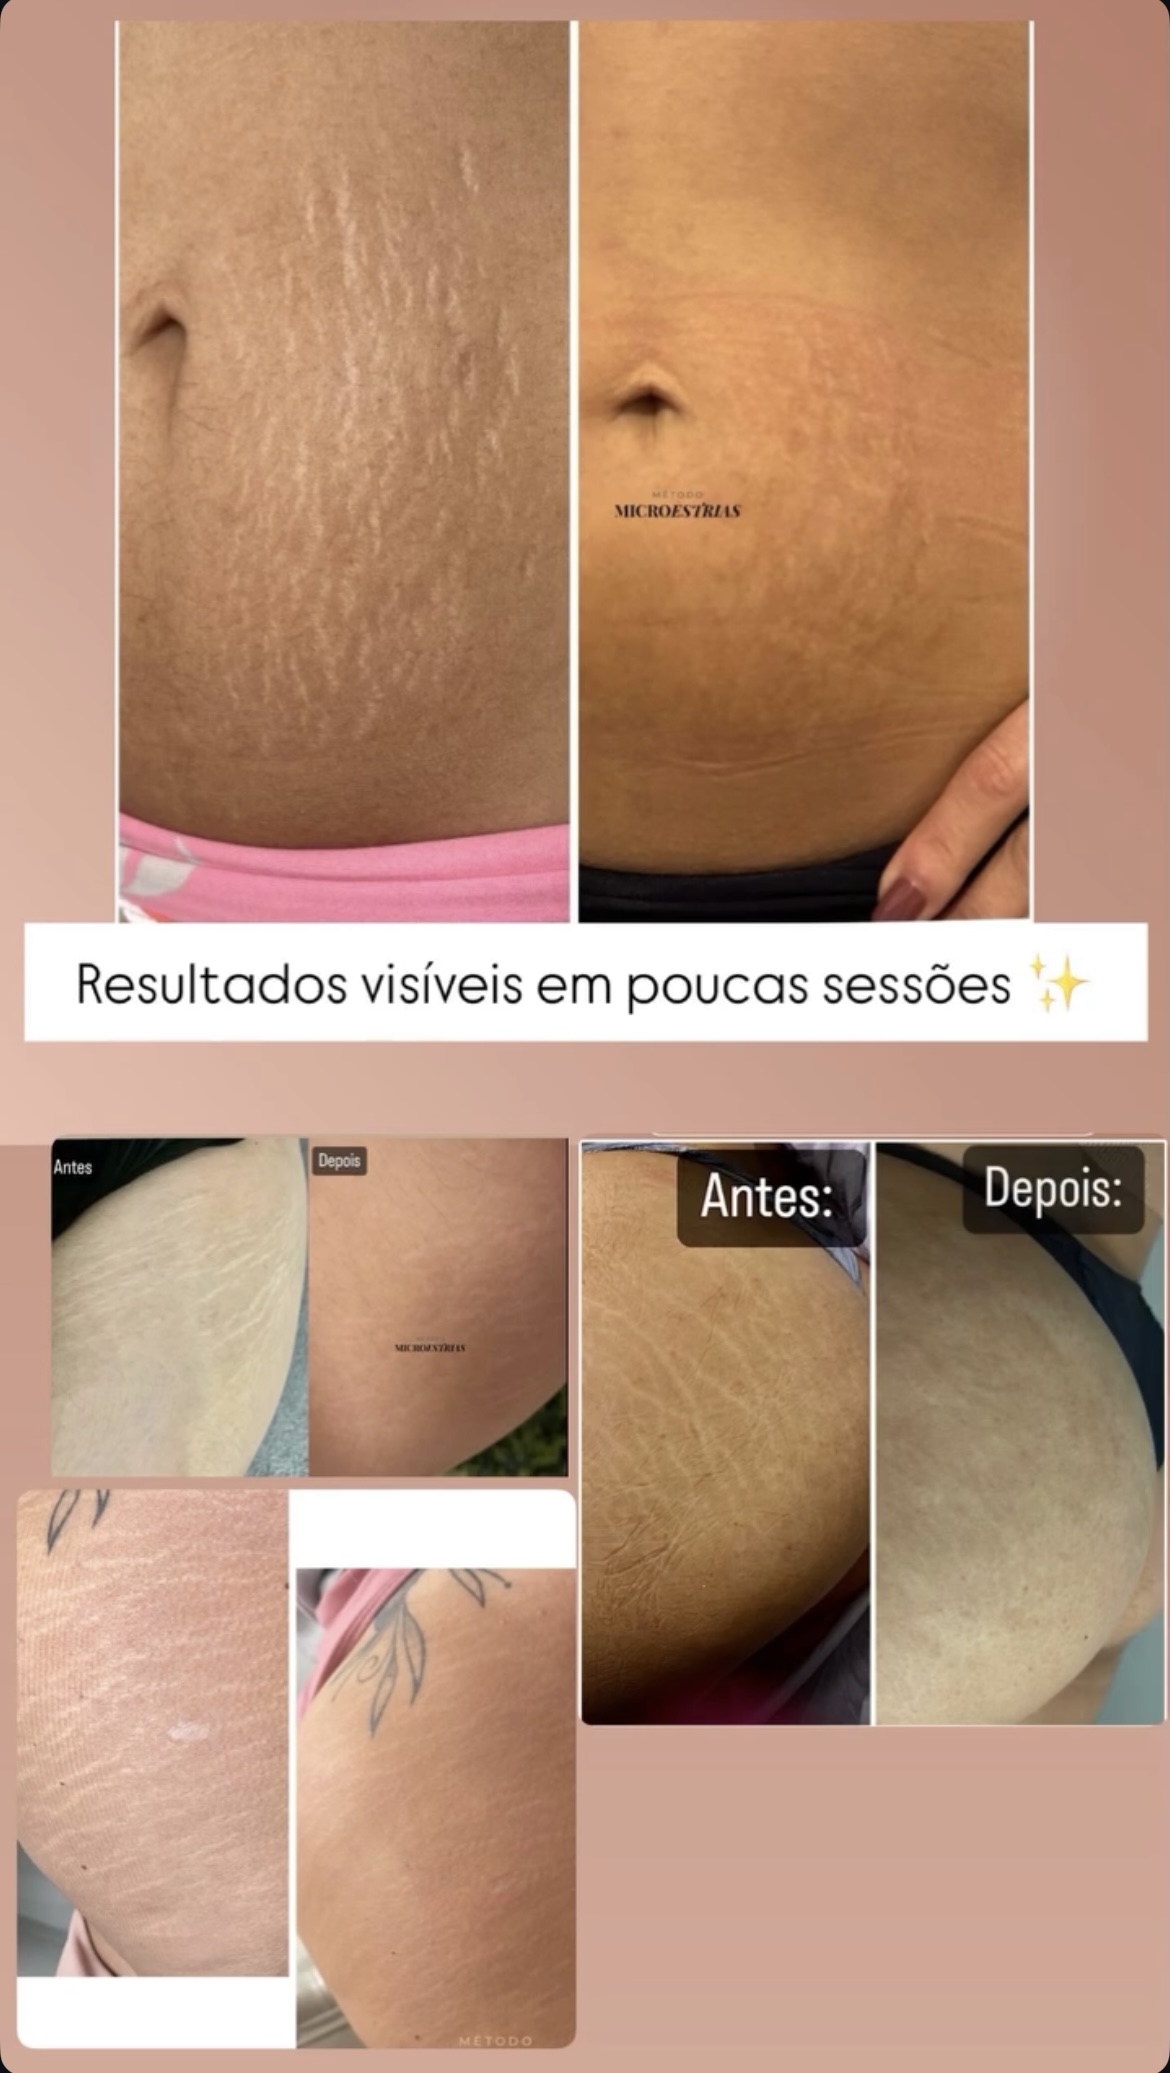 MÉTODO
MICROESTRIAS
Resultados visíveis em poucas sessões ✨
Antes
Depois
MICROESTRIAS
Antes:
Depois:
MÉTODO